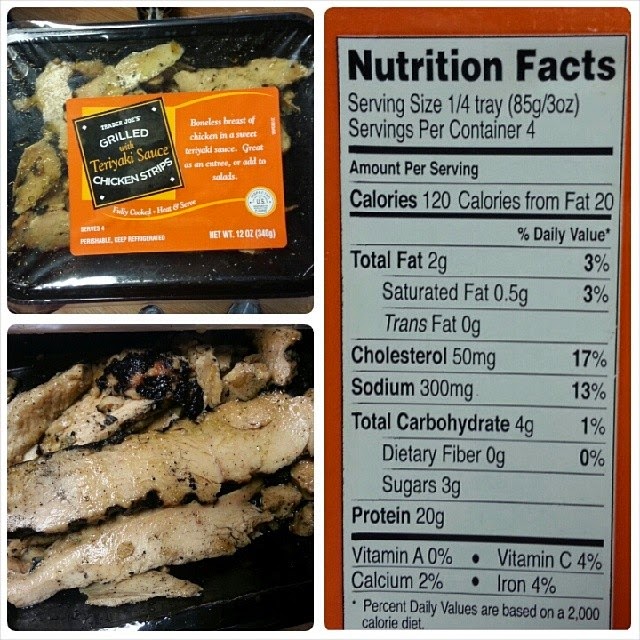 TRADER JOE'S
GRILLED
with
Teriyaki Sauce
CHICKEN STRIPS
Boneless breast of
chicken in a sweet
teriyaki sauce. Great
as an entree, or add to
salads.
Fully Cooked - Heat & Serve
SERVES 4
PERISHABLE, KEEP REFRIGERATED
NET WT. 12 OZ (340g)
Nutrition Facts
Serving Size 1/4 tray (85g/3oz)
Servings Per Container 4
Amount Per Serving
Calories 120 Calories from Fat 20
% Daily Value*
Total Fat 2g 3%
Saturated Fat 0.5g 3%
Trans Fat 0g
Cholesterol 50mg 17%
Sodium 300mg 13%
Total Carbohydrate 4g 1%
Dietary Fiber 0g 0%
Sugars 3g
Protein 20g
Vitamin A 0% • Vitamin C 4%
Calcium 2% • Iron 4%
* Percent Daily Values are based on a 2,000
calorie diet.